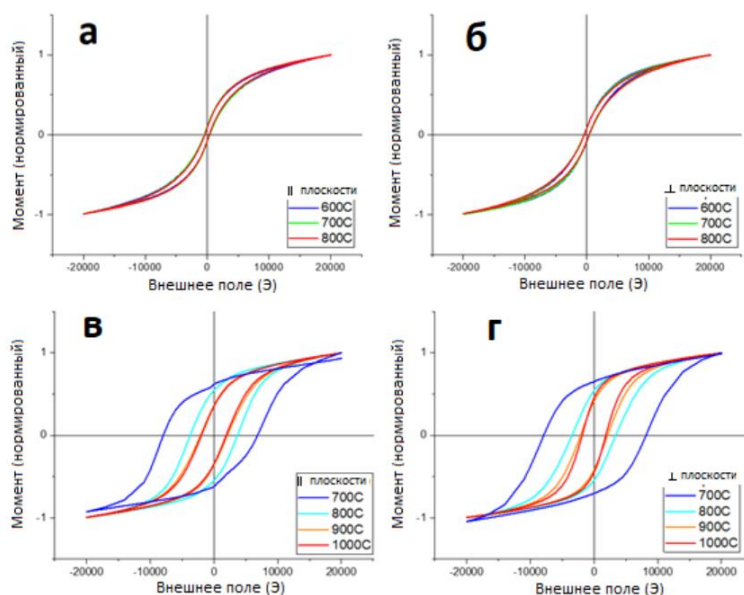 а
Момент (нормированный)
1
0
-1
-20000 -10000 0 10000 20000
Внешнее поле (Э)
|| плоскости
600C
700C
800C
б
Момент (нормированный)
1
0
-1
-20000 -10000 0 10000 20000
Внешнее поле (Э)
⊥ плоскости
600C
700C
800C
в
Момент (нормированный)
1
0
-1
-20000 -10000 0 10000 20000
Внешнее поле (Э)
|| плоскости
700C
800C
900C
1000C
г
Момент (нормированный)
1
0
-1
-20000 -10000 0 10000 20000
Внешнее поле (Э)
⊥ плоскости
700C
800C
900C
1000C